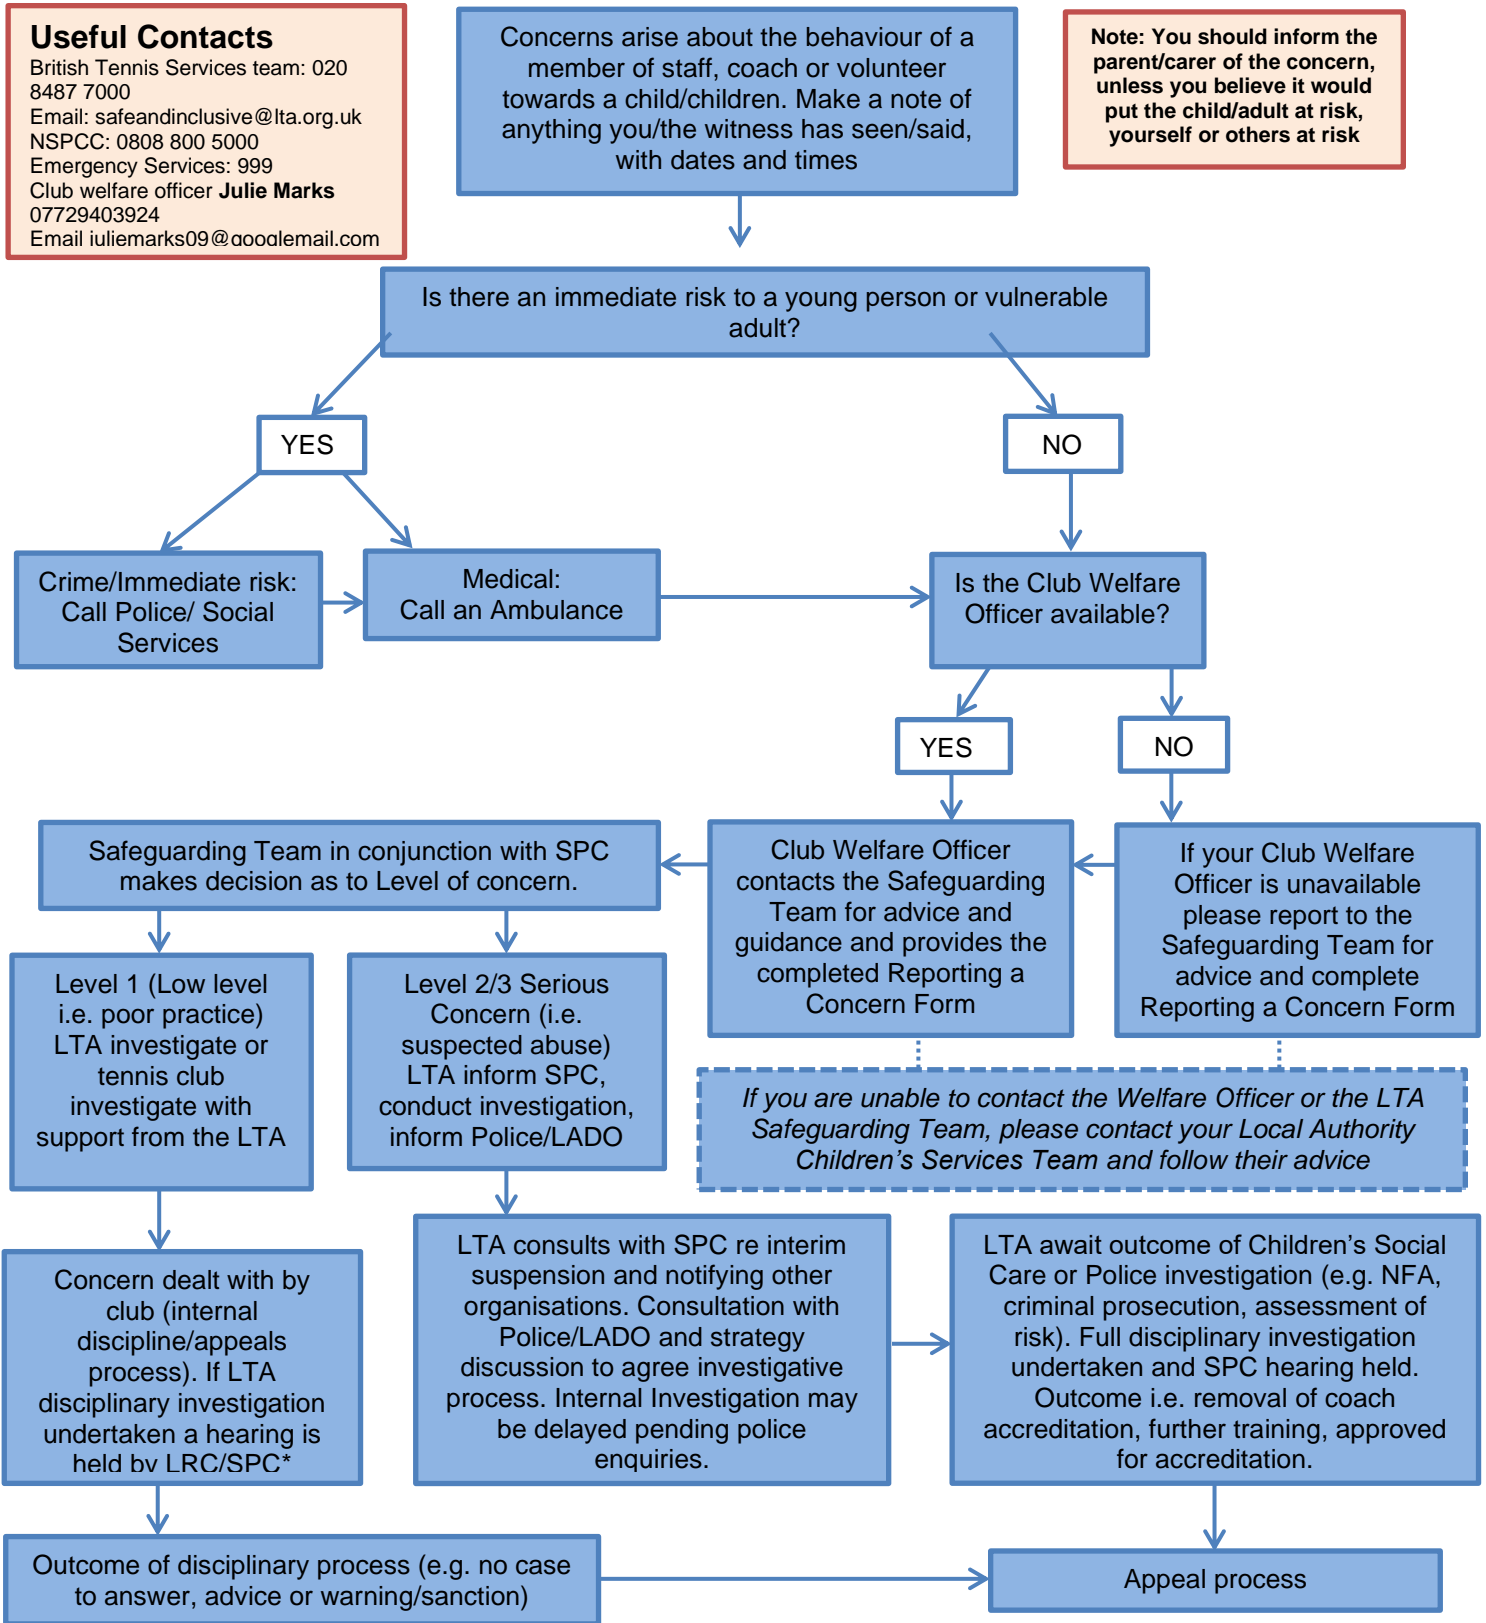 Useful Contacts
British Tennis Services team: 020
8487 7000
Email: safeandinclusive@lta.org.uk
NSPCC: 0808 800 5000
Emergency Services: 999
Club welfare officer Julie Marks
07729403924
Email juliemarks09@googlemail.com
Concerns arise about the behaviour of a
member of staff, coach or volunteer
towards a child/children. Make a note of
anything you/the witness has seen/said,
with dates and times
Note: You should inform the
parent/carer of the concern,
unless you believe it would
put the child/adult at risk,
yourself or others at risk
Is there an immediate risk to a young person or vulnerable
adult?
YES
NO
Crime/Immediate risk:
Call Police/ Social
Services
Medical:
Call an Ambulance
Is the Club Welfare
Officer available?
YES
NO
Safeguarding Team in conjunction with SPC
makes decision as to Level of concern.
Club Welfare Officer
contacts the Safeguarding
Team for advice and
guidance and provides the
completed Reporting a
Concern Form
If your Club Welfare
Officer is unavailable
please report to the
Safeguarding Team for
advice and complete
Reporting a Concern Form
Level 1 (Low level
i.e. poor practice)
LTA investigate or
tennis club
investigate with
support from the LTA
Level 2/3 Serious
Concern (i.e.
suspected abuse)
LTA inform SPC,
conduct investigation,
inform Police/LADO
If you are unable to contact the Welfare Officer or the LTA
Safeguarding Team, please contact your Local Authority
Children's Services Team and follow their advice
Concern dealt with by
club (internal
discipline/appeals
process). If LTA
disciplinary investigation
undertaken a hearing is
held by LRC/SPC*
LTA consults with SPC re interim
suspension and notifying other
organisations. Consultation with
Police/LADO and strategy
discussion to agree investigative
process. Internal Investigation may
be delayed pending police
enquiries.
LTA await outcome of Children's Social
Care or Police investigation (e.g. NFA,
criminal prosecution, assessment of
risk). Full disciplinary investigation
undertaken and SPC hearing held.
Outcome i.e. removal of coach
accreditation, further training, approved
for accreditation.
Outcome of disciplinary process (e.g. no case
to answer, advice or warning/sanction)
Appeal process